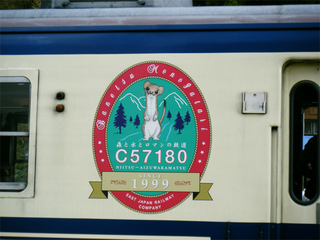 Banetsu Monogatari
森と水とロマンの鉄道
C57180
NIITSU〜AIZUWAKAMATSU
SINCE
1999
EAST JAPAN RAILWAY
COMPANY